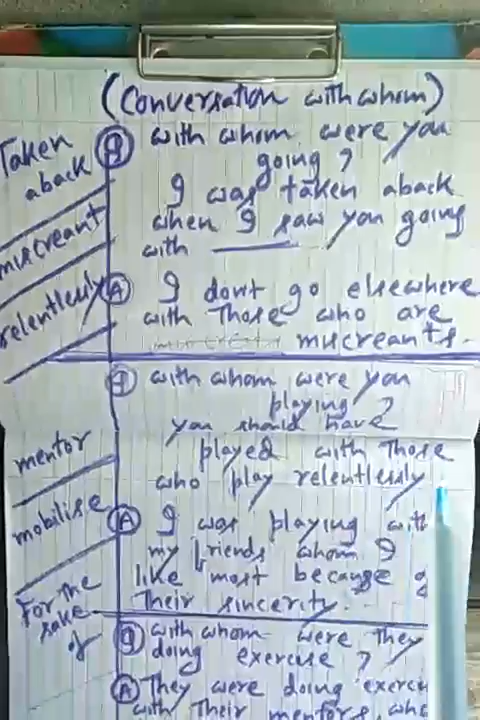 (Conversation with whom)
Taken
aback
miscreant
relentlessly
mentor
mobilise
For the
sake
of
Q with whom were you
going ?
I was taken aback
when I saw you going
with
A I dont go elsewhere
with those who are
miscreants.
Q with whom were you
playing ?
you should have
played with those
who play relentlessly
A I was playing with
my friends whom I
like most because of
their sincerity.
Q with whom were they
doing exercise ?
A They were doing
with their mentors